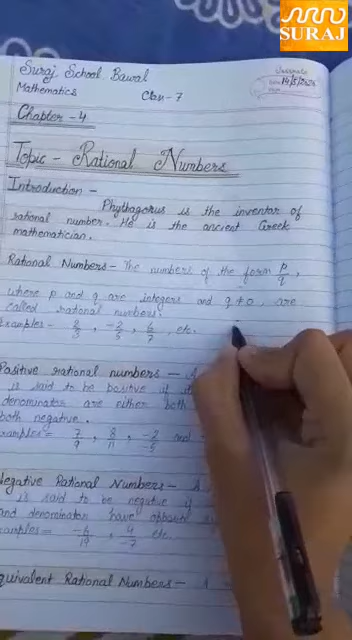 SURAJ
Suraj School Bawal
Mathematics Class-7
Chapter-4
Topic - Rational Numbers
Introduction -
Phythagorus is the inventor of
rational number. He is the ancient Greek
mathematician.
Rational Numbers - The numbers of the form p/q,
where p and q are integers and q ≠ 0, are
called rational numbers.
Examples - 2/3, -2/5, 6/7, etc.
Positive rational numbers - A
is said to be positive if
denominator are either both
both negative.
Examples = 7/9, 8/11, -2/-5 and
Negative Rational Numbers - A
is said to be negative if
and denominator have
Examples = -6/19, 4/-7 etc
Equivalent Rational Numbers - A